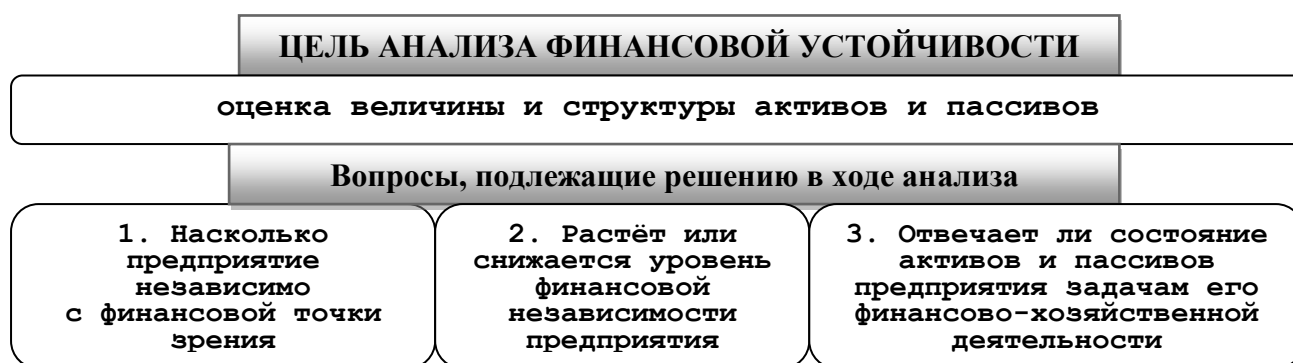 ЦЕЛЬ АНАЛИЗА ФИНАНСОВОЙ УСТОЙЧИВОСТИ
оценка величины и структуры активов и пассивов
Вопросы, подлежащие решению в ходе анализа
1. Насколько
предприятие
независимо
с финансовой точки
зрения
2. Растёт или
снижается уровень
финансовой
независимости
предприятия
3. Отвечает ли состояние
активов и пассивов
предприятия задачам его
финансово-хозяйственной
деятельности